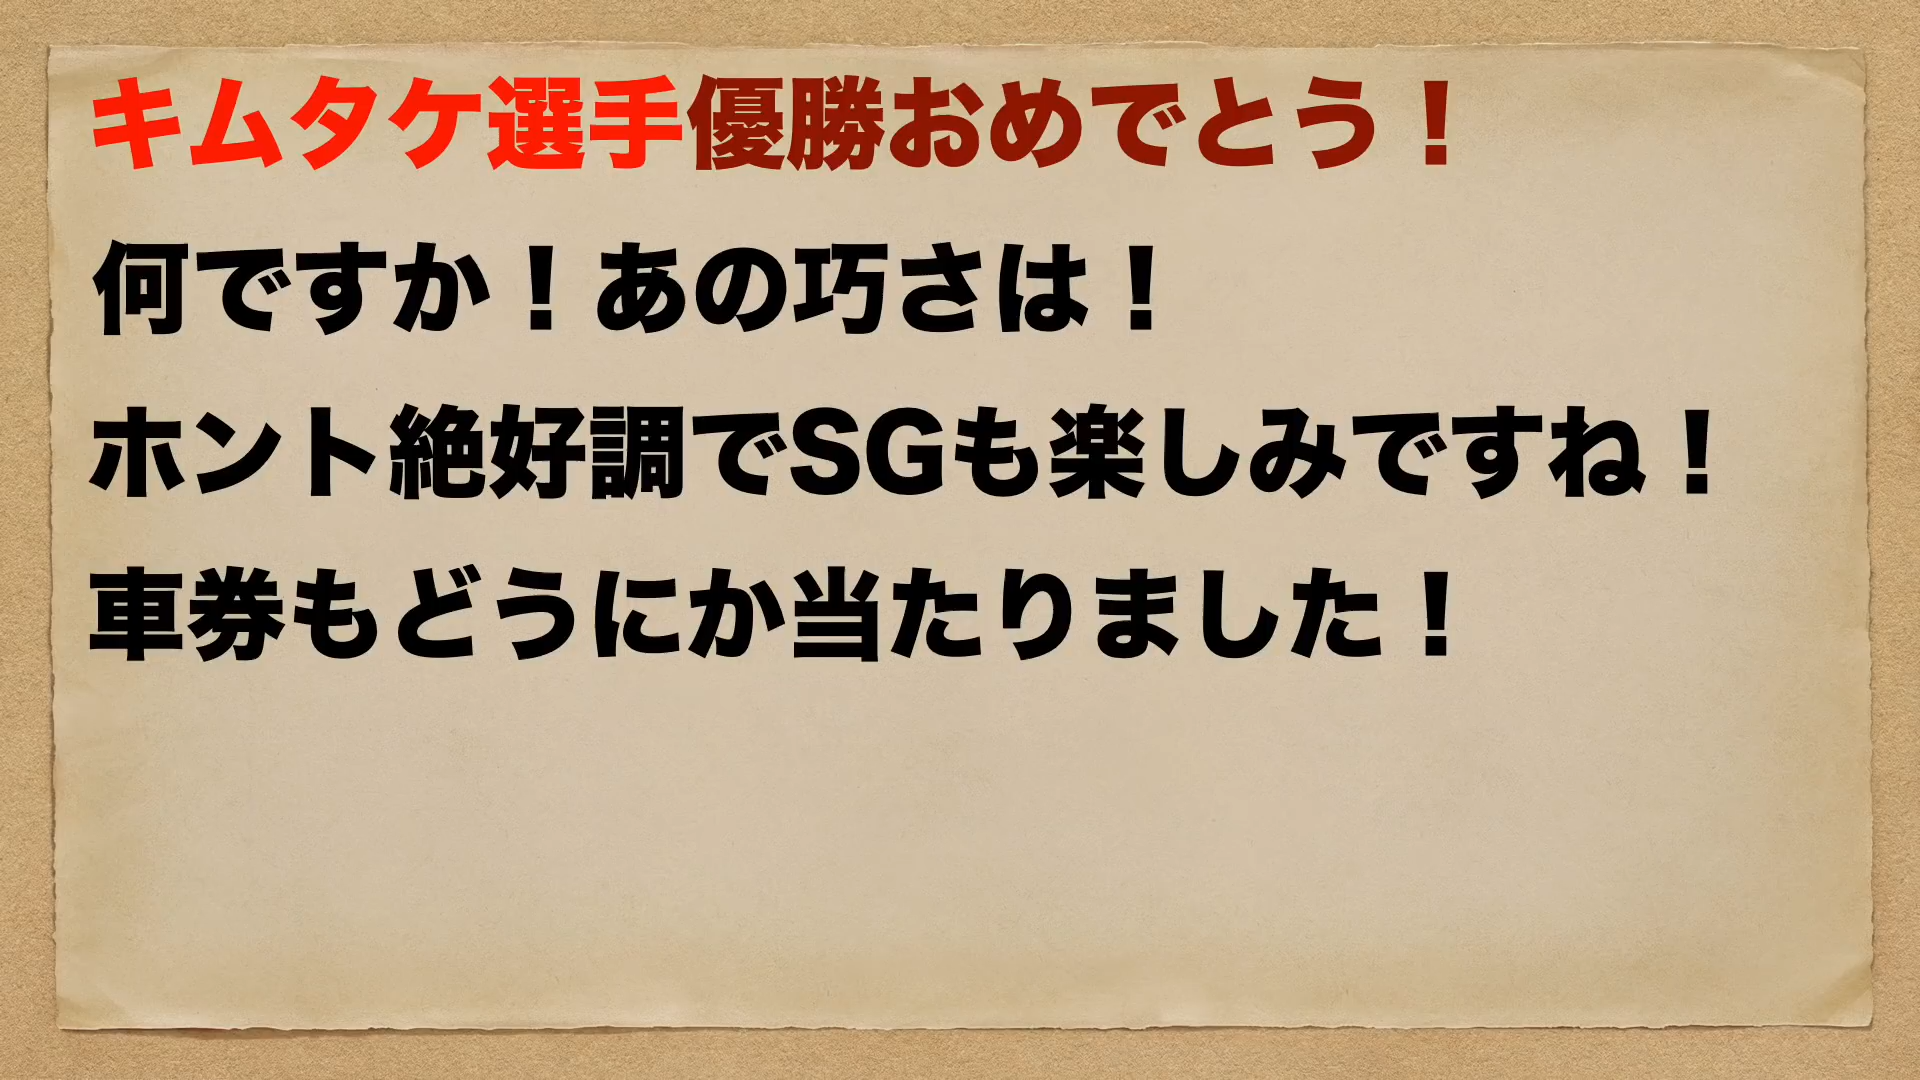 キムタケ選手優勝おめでとう！
何ですか！あの巧さは！
ホント絶好調でSGも楽しみですね！
車券もどうにか当たりました！